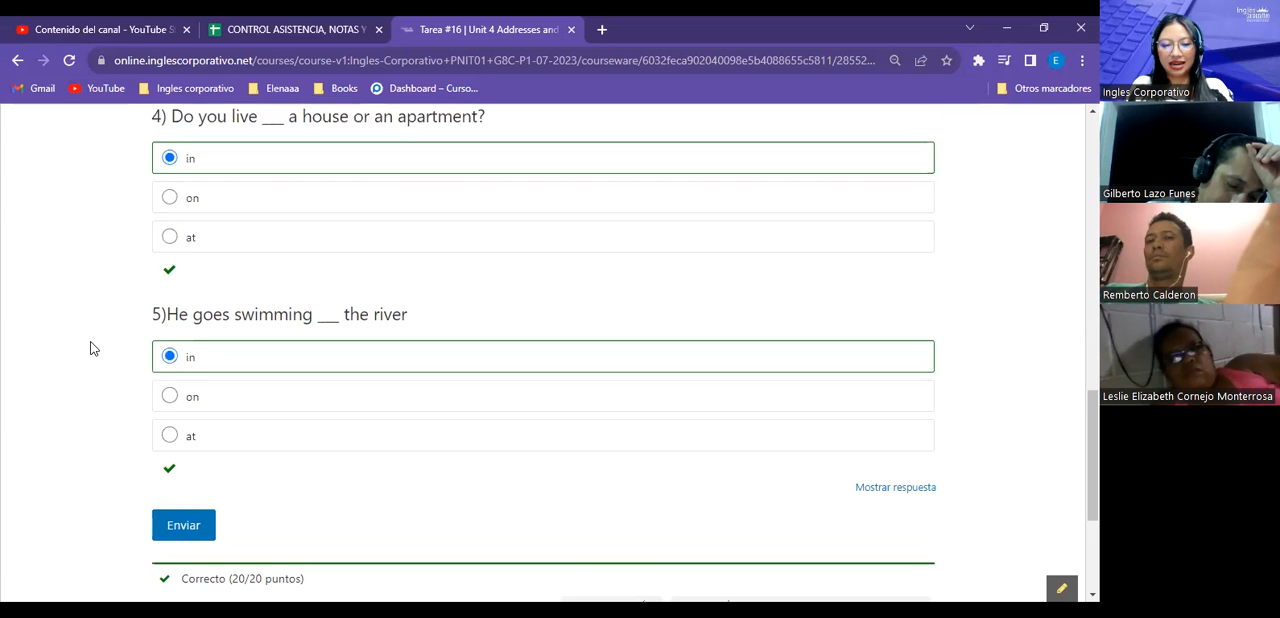 Contenido del canal - YouTube S
CONTROL ASISTENCIA, NOTAS Y
Tarea #16 | Unit 4 Addresses and
online.inglescorporativo.net/courses/course-v1:Ingles-Corporativo+PNIT01+G8C-P1-07-2023/courseware/6032feca902040098e5b4088655c5811/28552...
E
Gmail
YouTube
Ingles corporativo
Elenaaa
Books
Dashboard – Curso...
Otros marcadores
4) Do you live ___ a house or an apartment?
in
on
at
5)He goes swimming ___ the river
in
on
at
Mostrar respuesta
Enviar
Correcto (20/20 puntos)
Ingles Corporativo
Gilberto Lazo Funes
Remberto Calderon
Leslie Elizabeth Cornejo Monterrosa